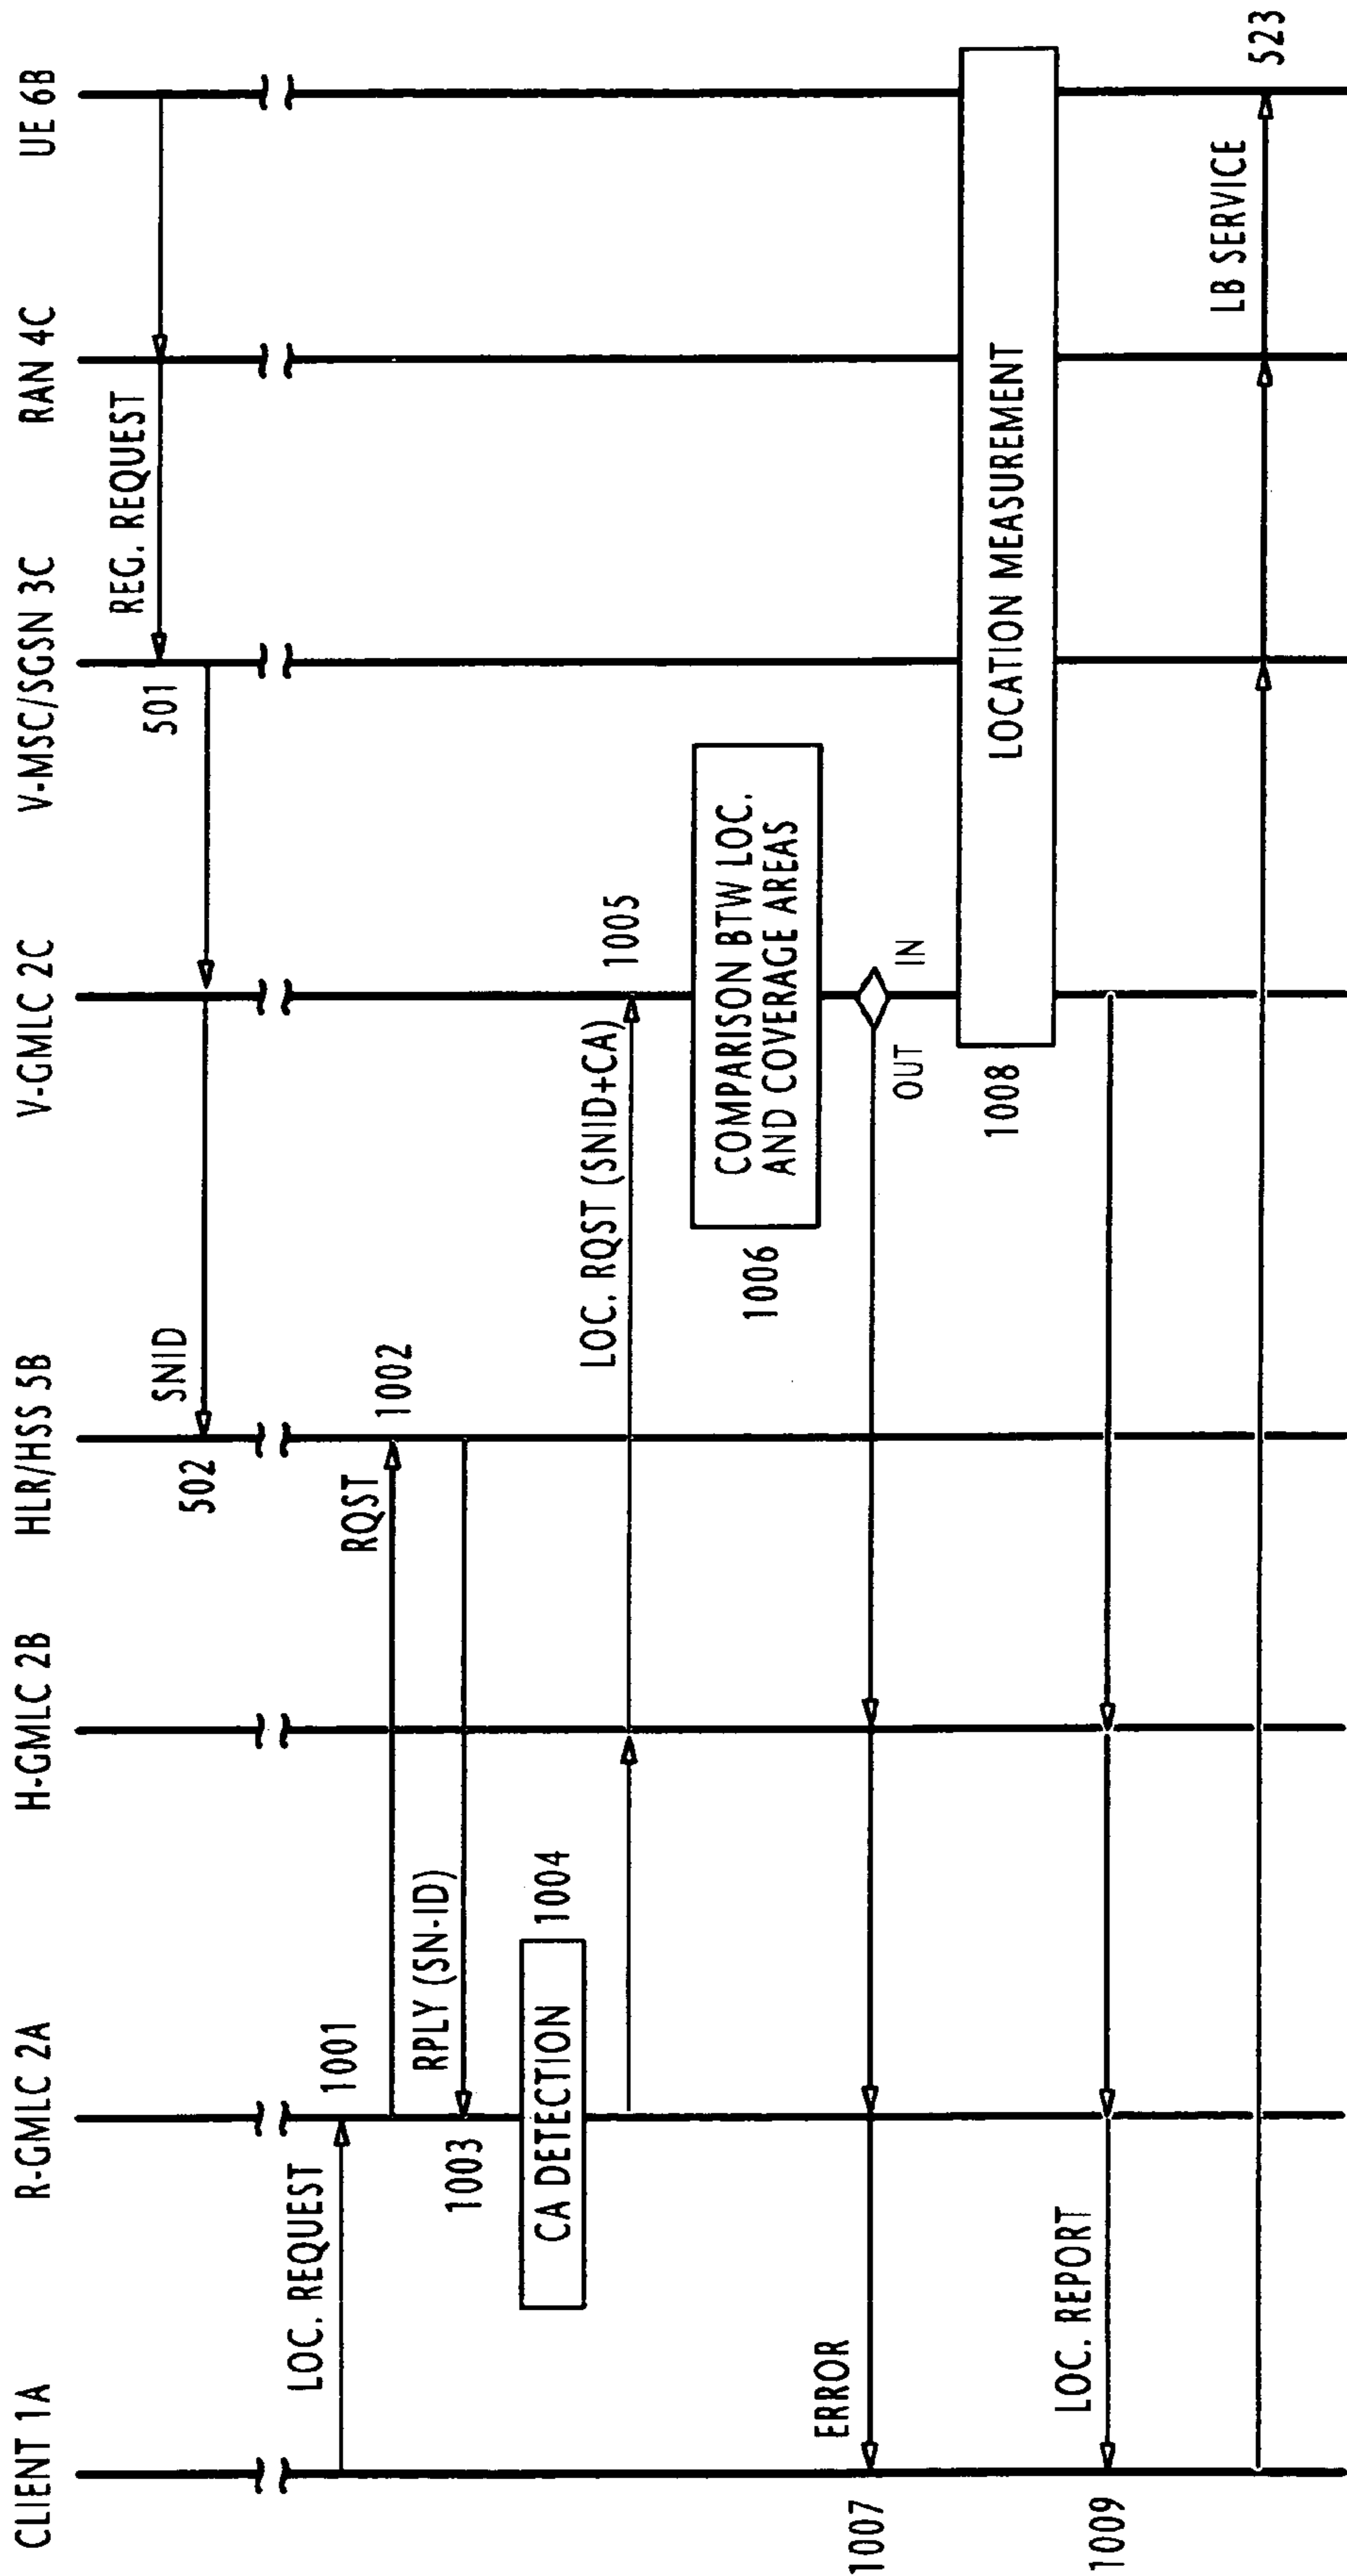 CLIENT 1A
R-GMLC 2A
H-GMLC 2B
HLR/HSS 5B
V-GMLC 2C
V-MSC/SGSN 3C
RAN 4C
UE 6B
REG. REQUEST
501
SNID
502
LOC. REQUEST
1001
RQST
1002
RPLY (SN-ID)
1003
CA DETECTION
1004
LOC. RQST (SNID+CA)
1005
COMPARISON BTW LOC.
AND COVERAGE AREAS
1006
OUT
IN
ERROR
1007
LOCATION MEASUREMENT
1008
LOC. REPORT
1009
LB SERVICE
523